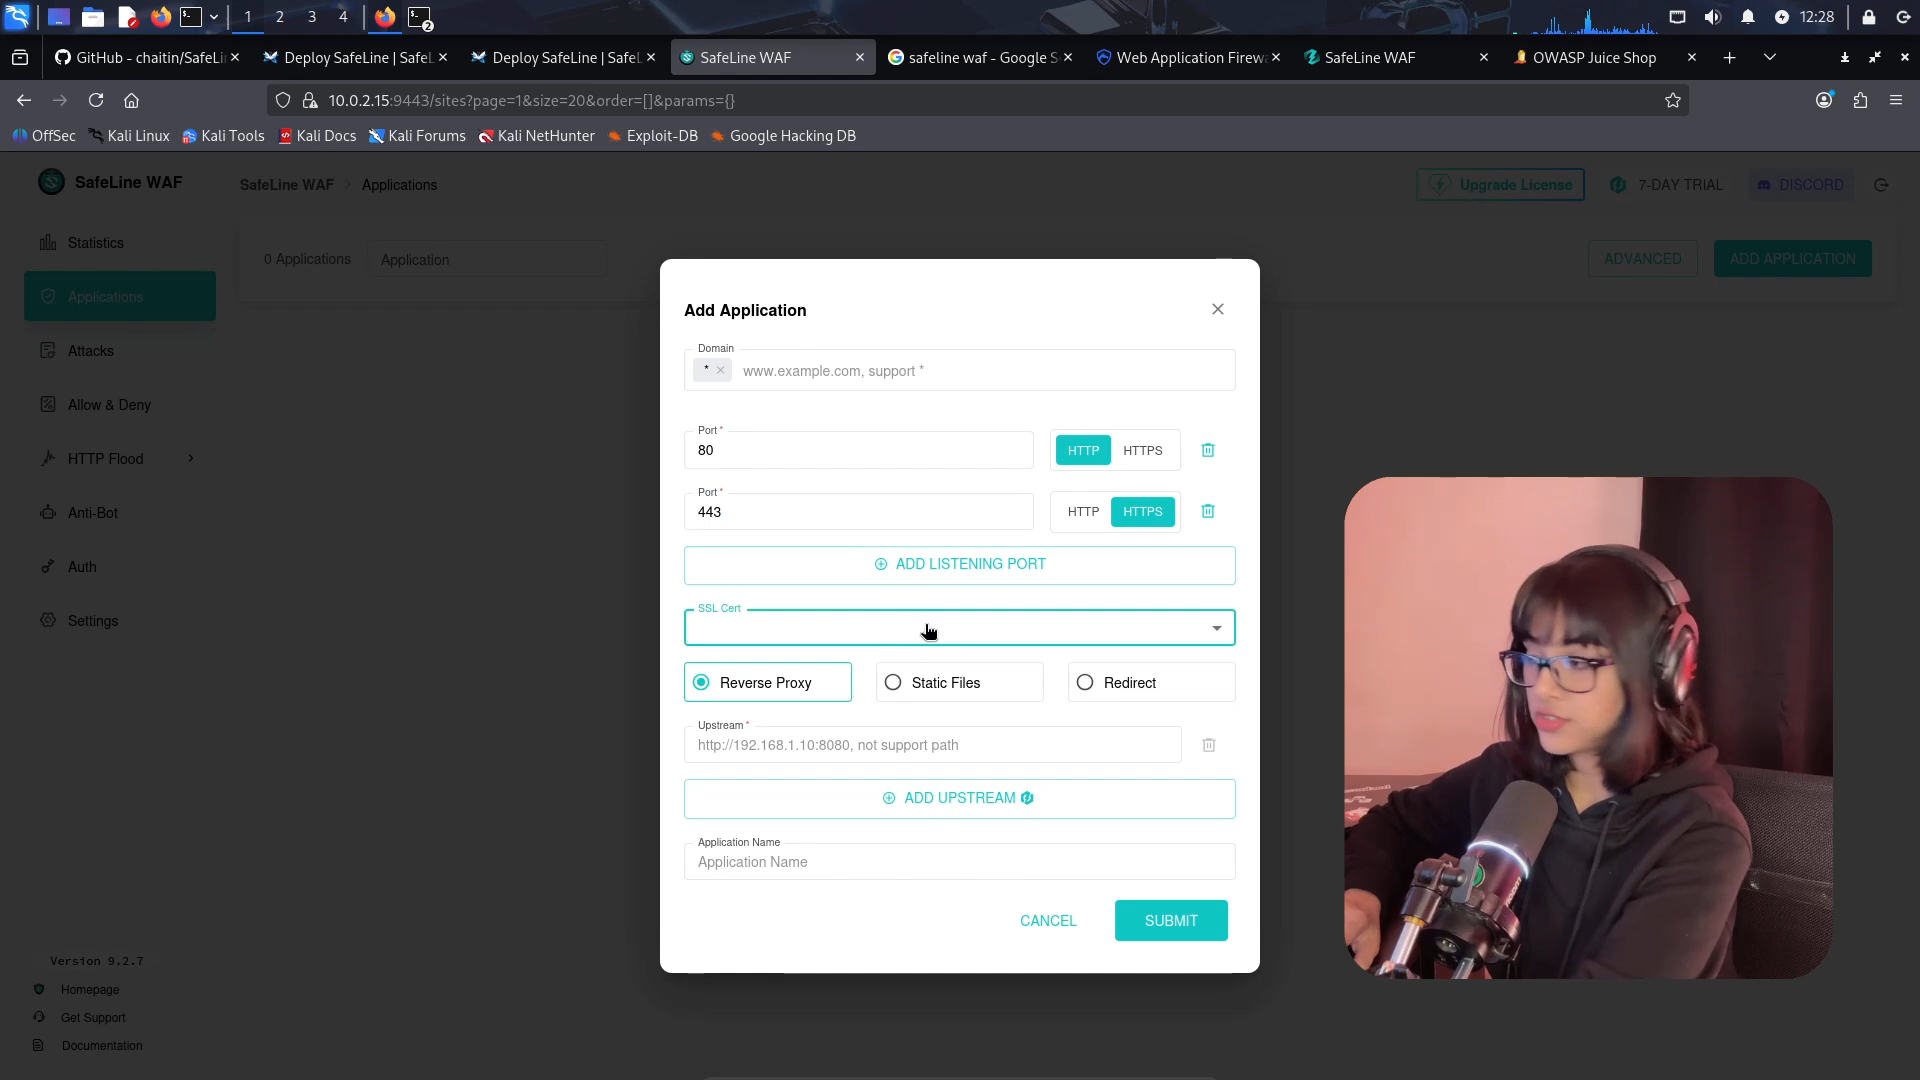 1 2 3 4 2 12:28
GitHub - chaitin/SafeLi
Deploy SafeLine | SafeL
Deploy SafeLine | SafeL
SafeLine WAF
safeline waf - Google S
Web Application Firewa
SafeLine WAF
OWASP Juice Shop
10.0.2.15:9443/sites?page=1&size=20&order=[]&params={}
OffSec Kali Linux Kali Tools Kali Docs Kali Forums Kali NetHunter Exploit-DB Google Hacking DB
SafeLine WAF
SafeLine WAF > Applications
Upgrade License
7-DAY TRIAL
DISCORD
Statistics
Applications
Attacks
Allow & Deny
HTTP Flood
Anti-Bot
Auth
Settings
0 Applications
Application
ADVANCED
ADD APPLICATION
Add Application
Domain
* www.example.com, support *
Port *
80
HTTP HTTPS
Port *
443
HTTP HTTPS
ADD LISTENING PORT
SSL Cert
Reverse Proxy
Static Files
Redirect
Upstream *
http://192.168.1.10:8080, not support path
ADD UPSTREAM
Application Name
Application Name
CANCEL
SUBMIT
Version 9.2.7
Homepage
Get Support
Documentation